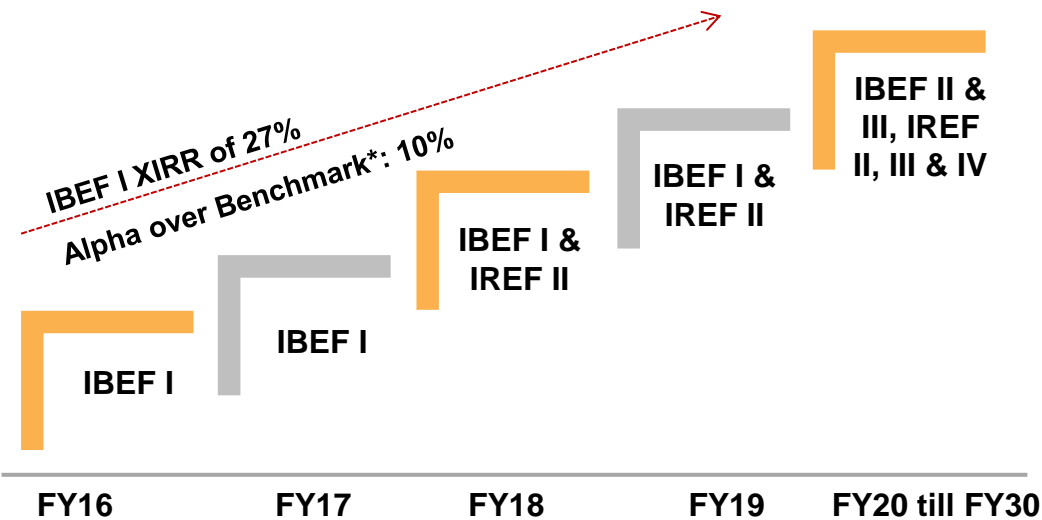 IBEF I XIRR of 27%
Alpha over Benchmark*: 10%
IBEF I
IBEF I
IBEF I &
IREF II
IBEF I &
IREF II
IBEF II &
III, IREF
II, III & IV
FY16 FY17 FY18 FY19 FY20 till FY30